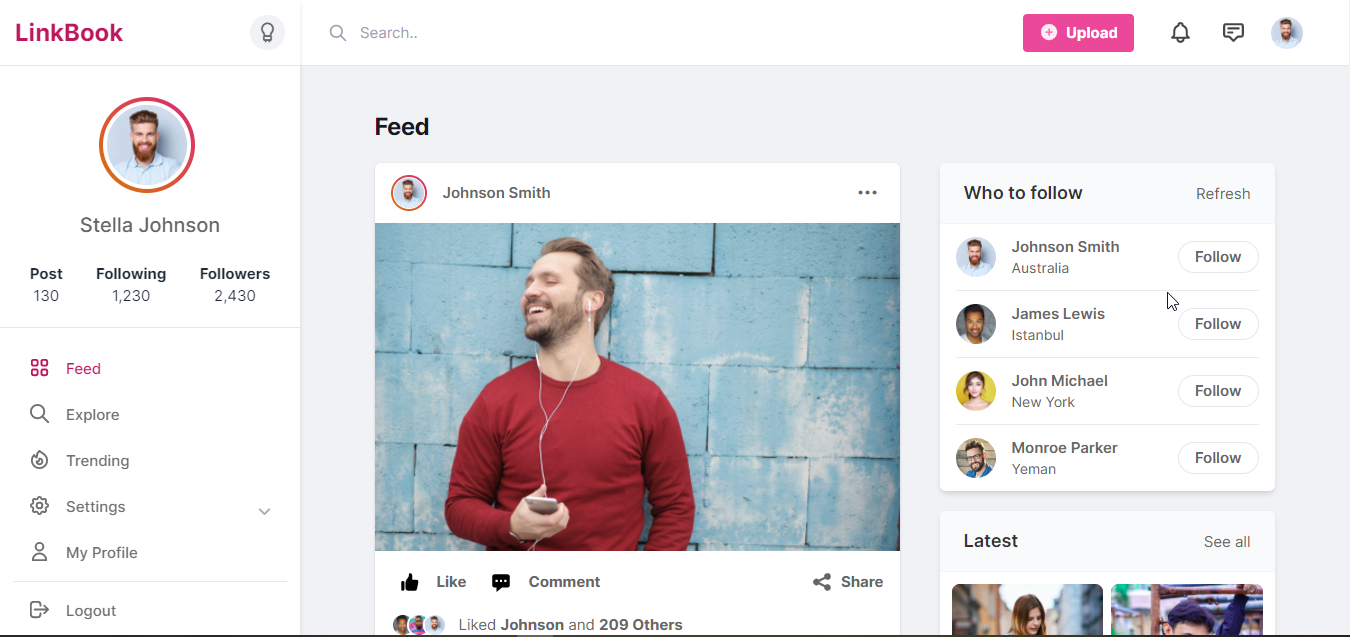 LinkBook
Search..
Upload
Stella Johnson
Post Following Followers
130 1,230 2,430
Feed
Explore
Trending
Settings
My Profile
Logout
Feed
Johnson Smith
Like Comment Share
Liked Johnson and 209 Others
Who to follow Refresh
Johnson Smith
Australia
Follow
James Lewis
Istanbul
Follow
John Michael
New York
Follow
Monroe Parker
Yeman
Follow
Latest See all